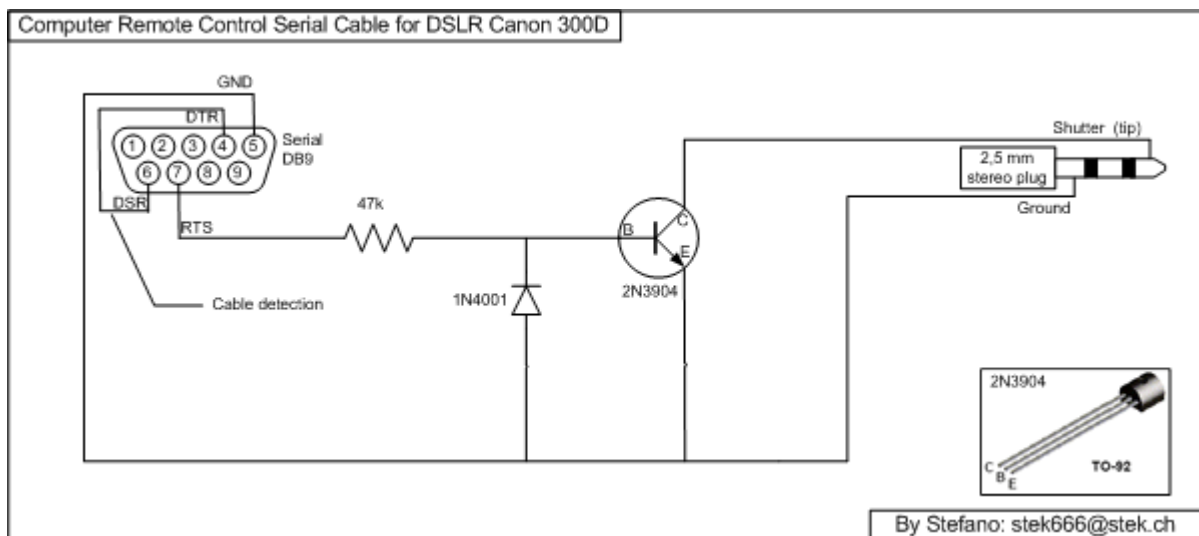 Computer Remote Control Serial Cable for DSLR Canon 300D
GND
DTR
1 2 3 4 5
Serial
DB9
6 7 8 9
DSR
RTS
47k
Cable detection
1N4001
B
C
E
2N3904
Shutter (tip)
2,5 mm
stereo plug
Ground
2N3904
C
B
E
TO-92
By Stefano: stek666@stek.ch